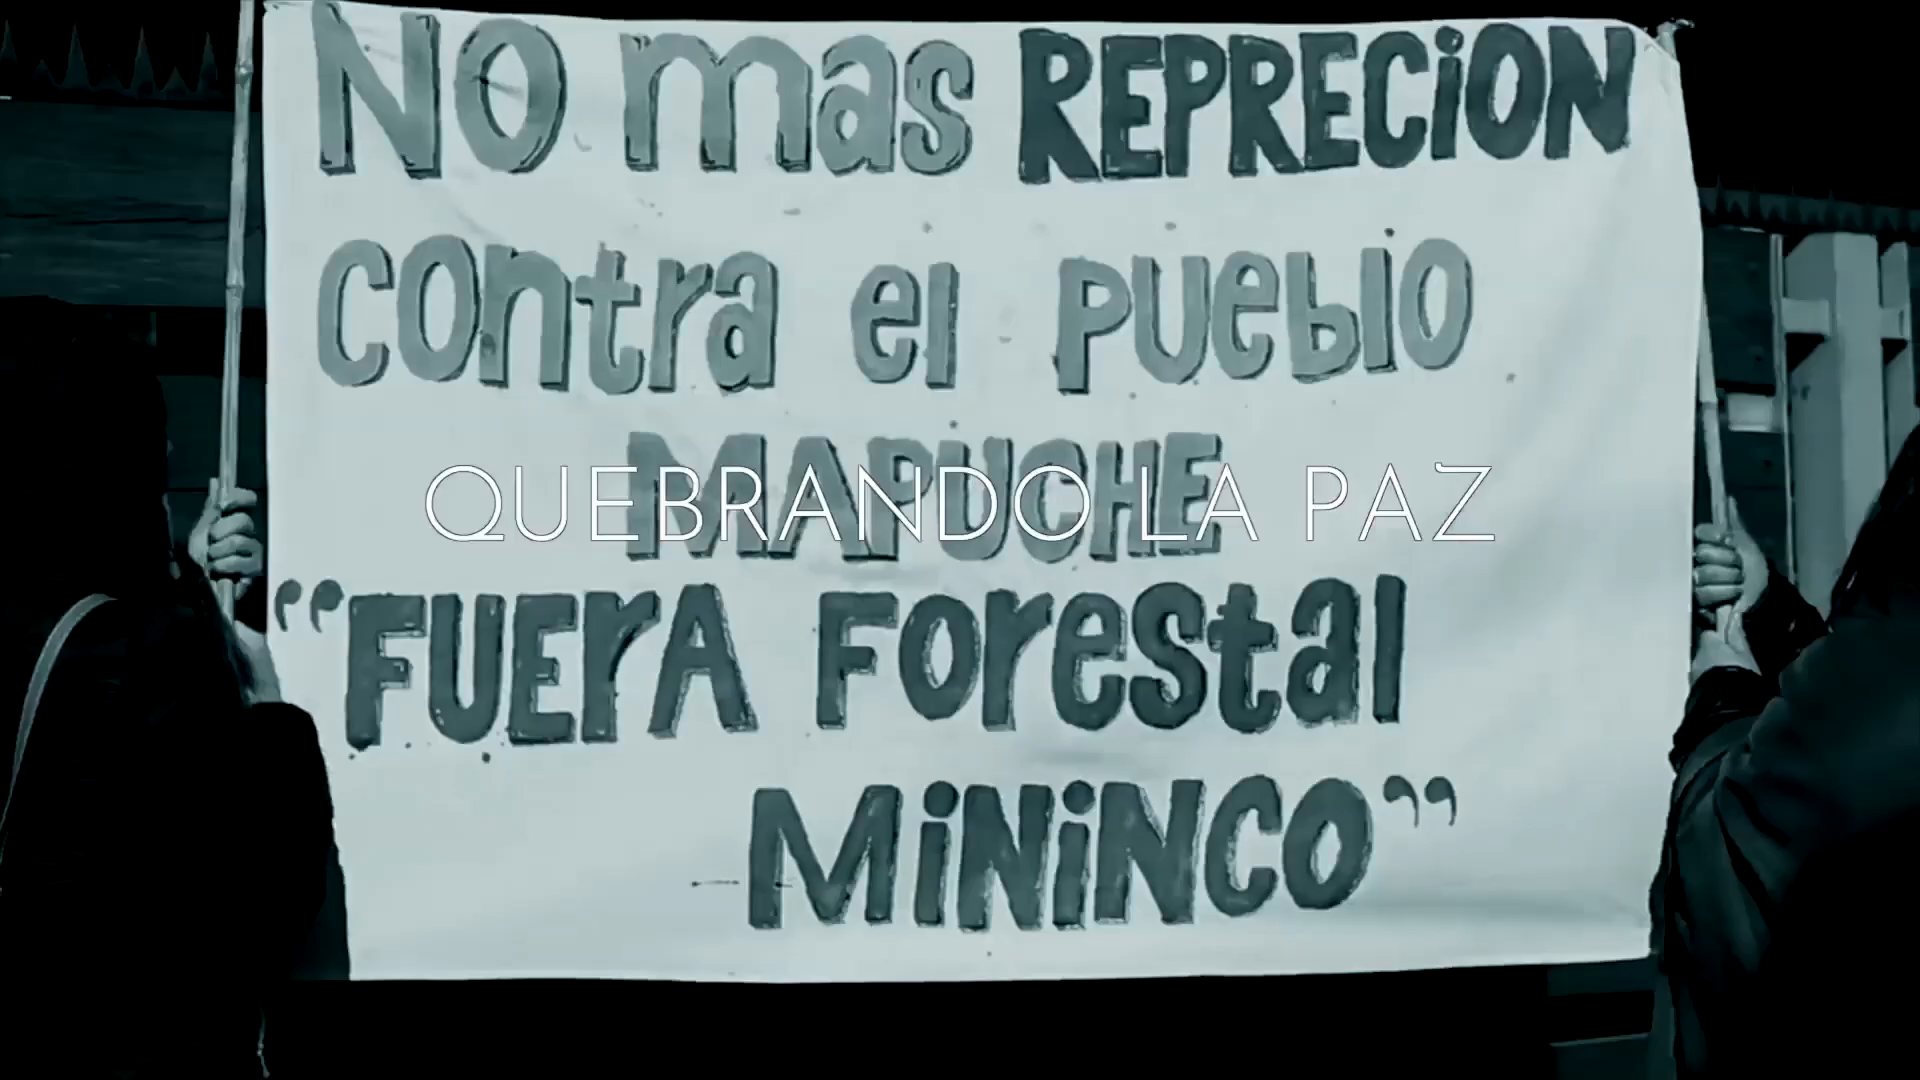 NO mas REPRECiON
contra el pueblo
MAPUCHE
QUEBRANDO LA PAZ
“FUErA Forestal
MiNiNCO”